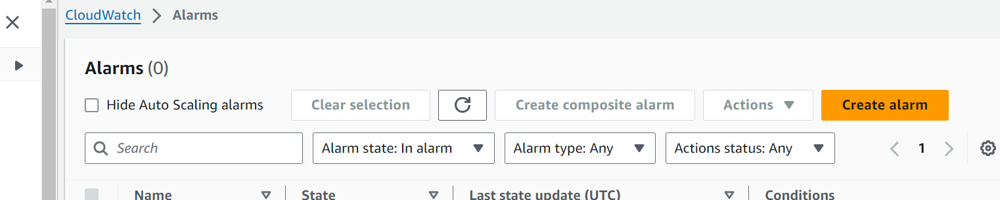 CloudWatch Alarms
Alarms (0)
Hide Auto Scaling alarms Clear selection Create composite alarm Actions Create alarm
Search Alarm state: In alarm Alarm type: Any Actions status: Any 1
Name State Last state update (UTC) Conditions